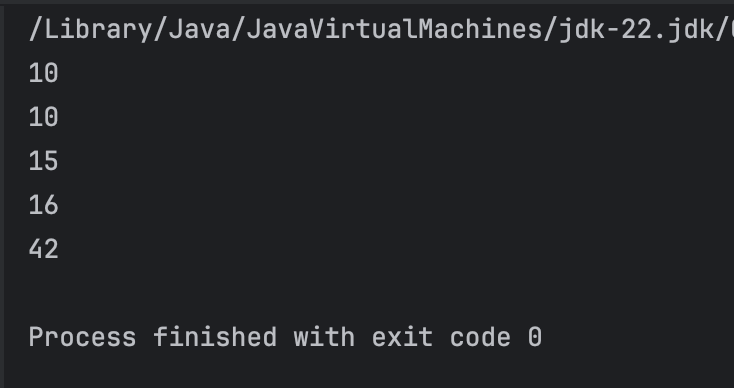 /Library/Java/JavaVirtualMachines/jdk-22.jdk/
10
10
15
16
42
Process finished with exit code 0